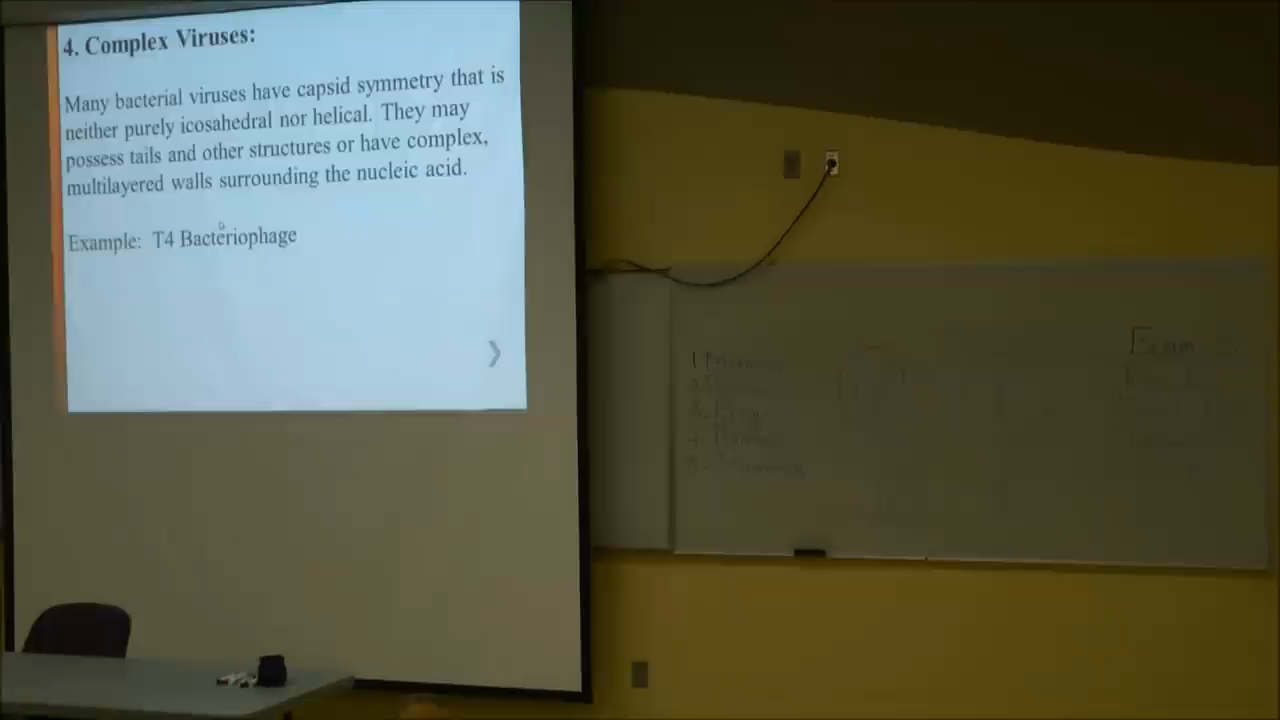 4. Complex Viruses:
Many bacterial viruses have capsid symmetry that is
neither purely icosahedral nor helical. They may
possess tails and other structures or have complex,
multilayered walls surrounding the nucleic acid.
Example: T4 Bacteriophage
Exam